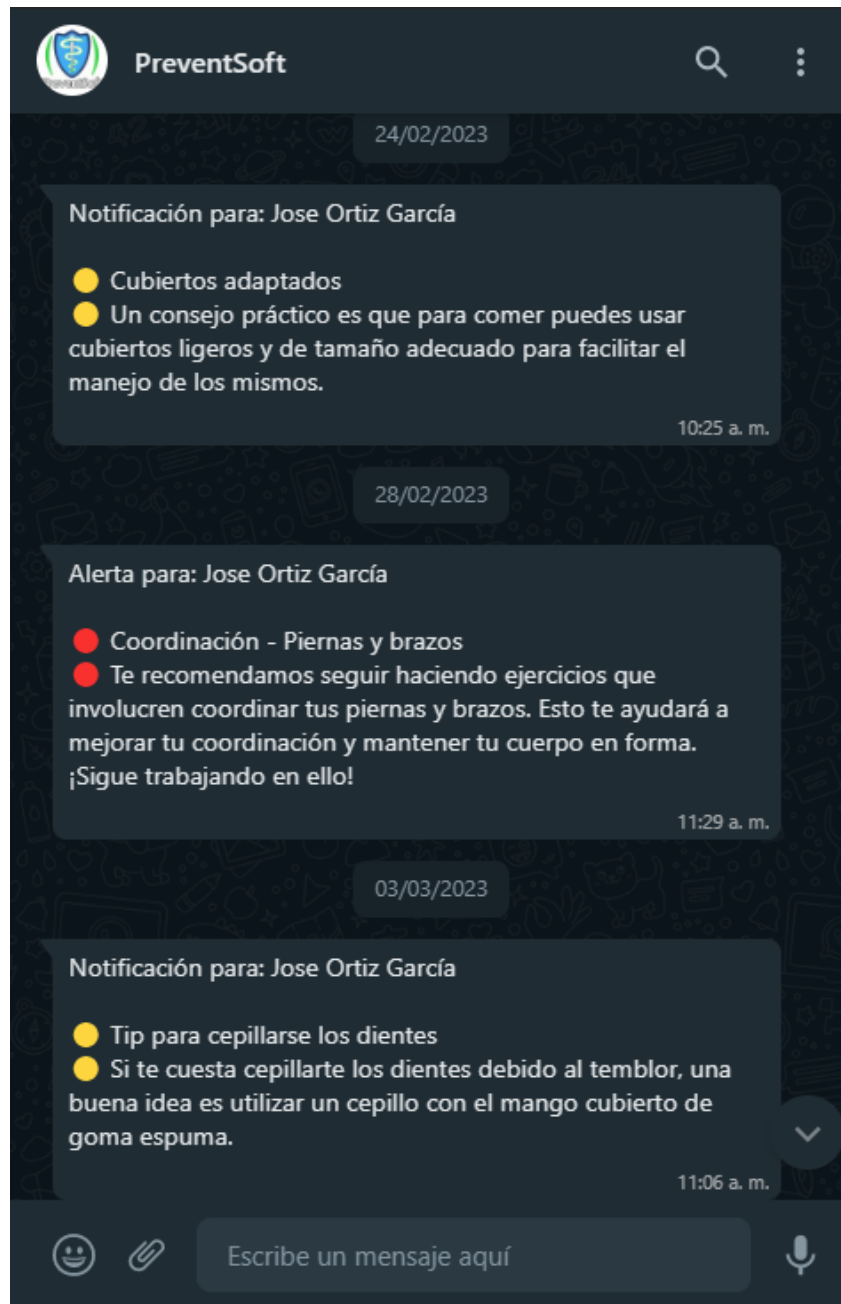 PreventSoft
24/02/2023
Notificación para: Jose Ortiz García
🟡 Cubiertos adaptados
🟡 Un consejo práctico es que para comer puedes usar
cubiertos ligeros y de tamaño adecuado para facilitar el
manejo de los mismos.
10:25 a. m.
28/02/2023
Alerta para: Jose Ortiz García
🔴 Coordinación - Piernas y brazos
🔴 Te recomendamos seguir haciendo ejercicios que
involucren coordinar tus piernas y brazos. Esto te ayudará a
mejorar tu coordinación y mantener tu cuerpo en forma.
¡Sigue trabajando en ello!
11:29 a. m.
03/03/2023
Notificación para: Jose Ortiz García
🟡 Tip para cepillarse los dientes
🟡 Si te cuesta cepillarte los dientes debido al temblor, una
buena idea es utilizar un cepillo con el mango cubierto de
goma espuma.
11:06 a. m.
Escribe un mensaje aquí